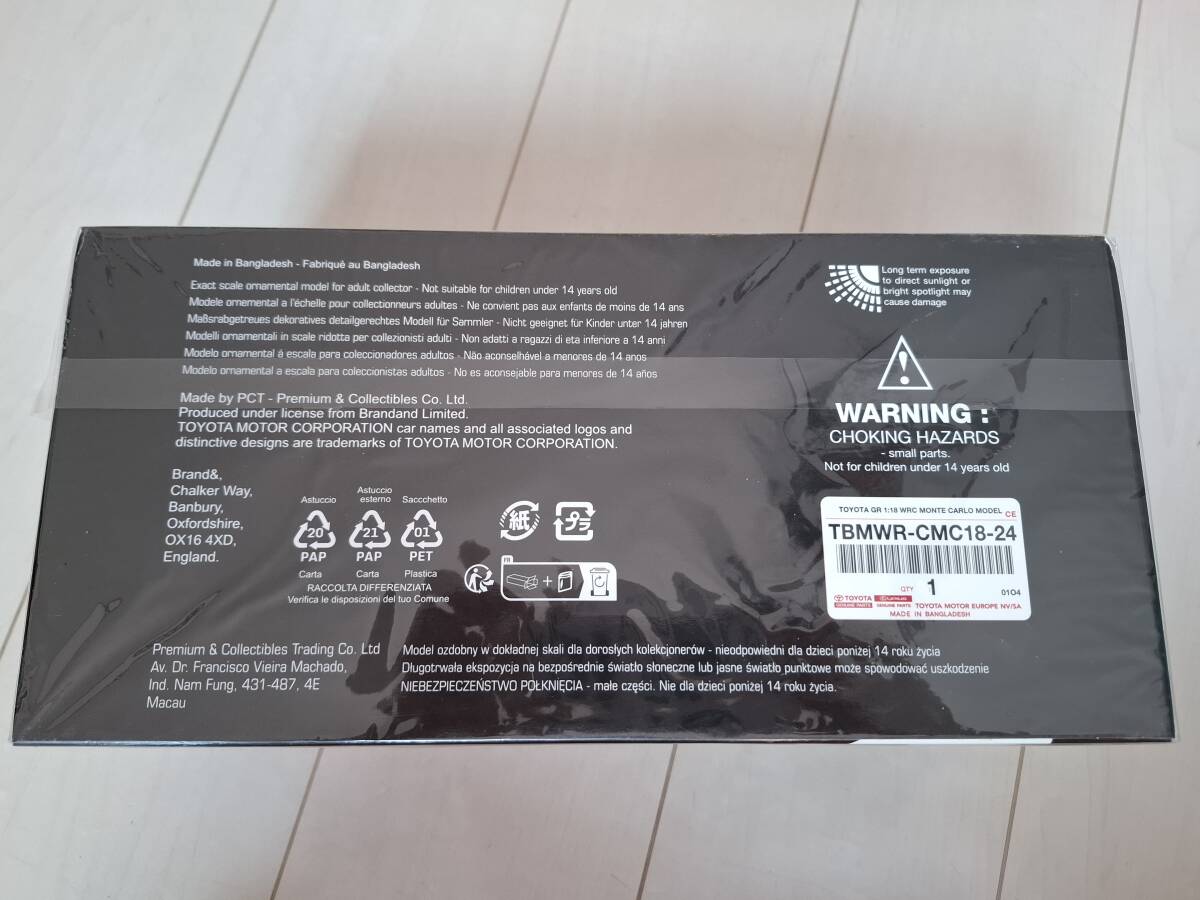 Made in Bangladesh - Fabriqué au Bangladesh
Exact scale ornamental model for adult collector - Not suitable for children under 14 years old
Modele ornemental a l'échelle pour collectionneurs adultes - Ne convient pas aux enfants de moins de 14 ans
Maßsrabgetreues dekoratives detailgerechtes Modell für Sammler - Nicht geeignet für Kinder unter 14 jahren
Modelli ornamentali in scale ridotta per collezionisti adulti - Non adatti a ragazzi di eta inferiore a 14 anni
Modelo ornamental á escala para coleccionadores adultos - Não aconselhável a menores de 14 anos
Modelo ornamental a escala para coleccionistas adultos - No es aconsejable para menores de 14 años
Made by PCT - Premium & Collectibles Co. Ltd.
Produced under license from Brandand Limited.
TOYOTA MOTOR CORPORATION car names and all associated logos and
distinctive designs are trademarks of TOYOTA MOTOR CORPORATION.
Brand&,
Chalker Way,
Banbury,
Oxfordshire,
OX16 4XD,
England.
Astuccio
20
PAP
Carta
Astuccio
esterno
21
PAP
Carta
Saccchetto
01
PET
Plastica
RACCOLTA DIFFERENZIATA
Verifica le disposizioni del tuo Comune
紙
プラ
FR
+
Long term exposure
to direct sunlight or
bright spotlight may
cause damage
WARNING :
CHOKING HAZARDS
- small parts.
Not for children under 14 years old
TOYOTA GR 1:18 WRC MONTE CARLO MODEL CE
TBMWR-CMC18-24
QTY 1
0104
TOYOTA
GENUINE PARTS
LEXUS
GENUINE PARTS
TOYOTA MOTOR EUROPE NV/SA
MADE IN BANGLADESH
Premium & Collectibles Trading Co. Ltd
Av. Dr. Francisco Vieira Machado,
Ind. Nam Fung, 431-487, 4E
Macau
Model ozdobny w dokładnej skali dla dorosłych kolekcjonerów - nieodpowiedni dla dzieci poniżej 14 roku życia
Długotrwała ekspozycja na bezpośrednie światło słoneczne lub jasne światło punktowe może spowodować uszkodzenie
NIEBEZPIECZEŃSTWO POŁKNIĘCIA - małe części. Nie dla dzieci poniżej 14 roku życia.